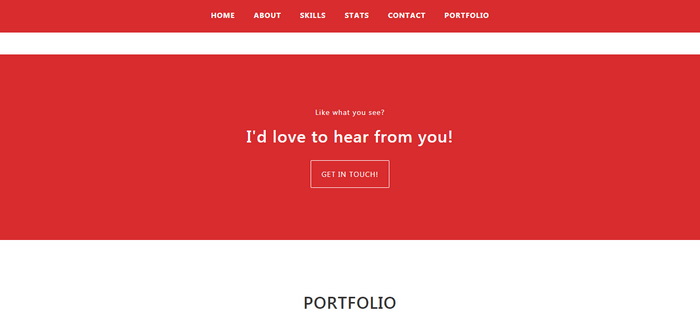 HOME ABOUT SKILLS STATS CONTACT PORTFOLIO
Like what you see?
I'd love to hear from you!
GET IN TOUCH!
PORTFOLIO